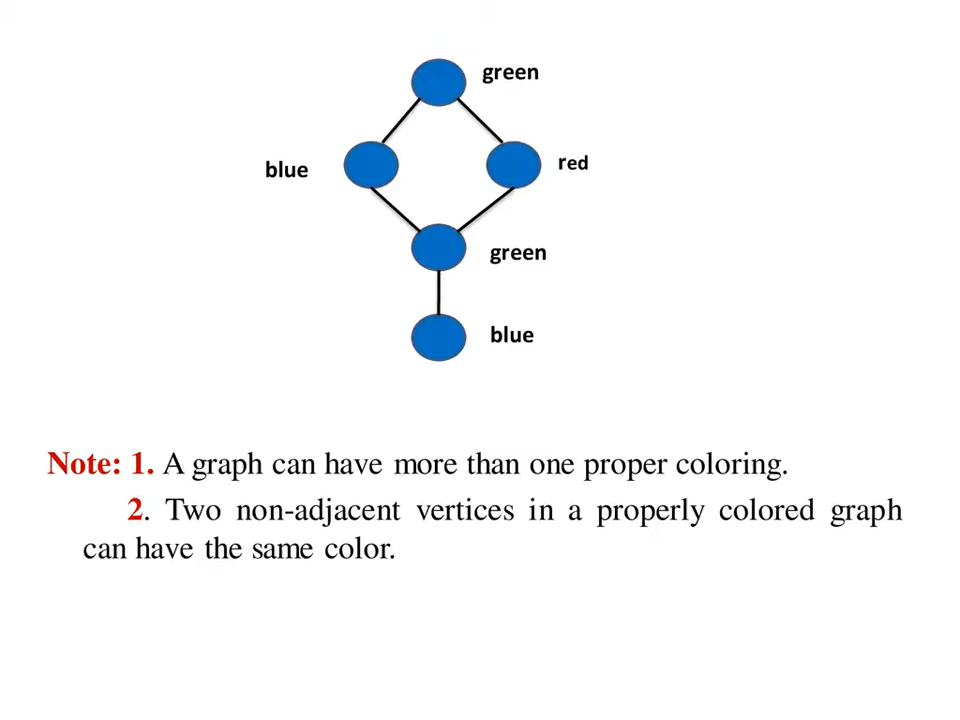 green
blue
red
green
blue
Note: 1. A graph can have more than one proper coloring.
2. Two non-adjacent vertices in a properly colored graph
can have the same color.